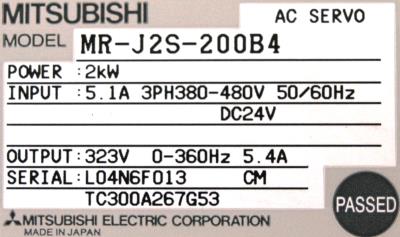 MITSUBISHI AC SERVO
MODEL MR-J2S-200B4
POWER :2kW
INPUT :5.1A 3PH380-480V 50/60Hz
DC24V
OUTPUT:323V 0-360Hz 5.4A
SERIAL:L04N6F013 CM
TC300A267G53
PASSED
MITSUBISHI ELECTRIC CORPORATION
MADE IN JAPAN